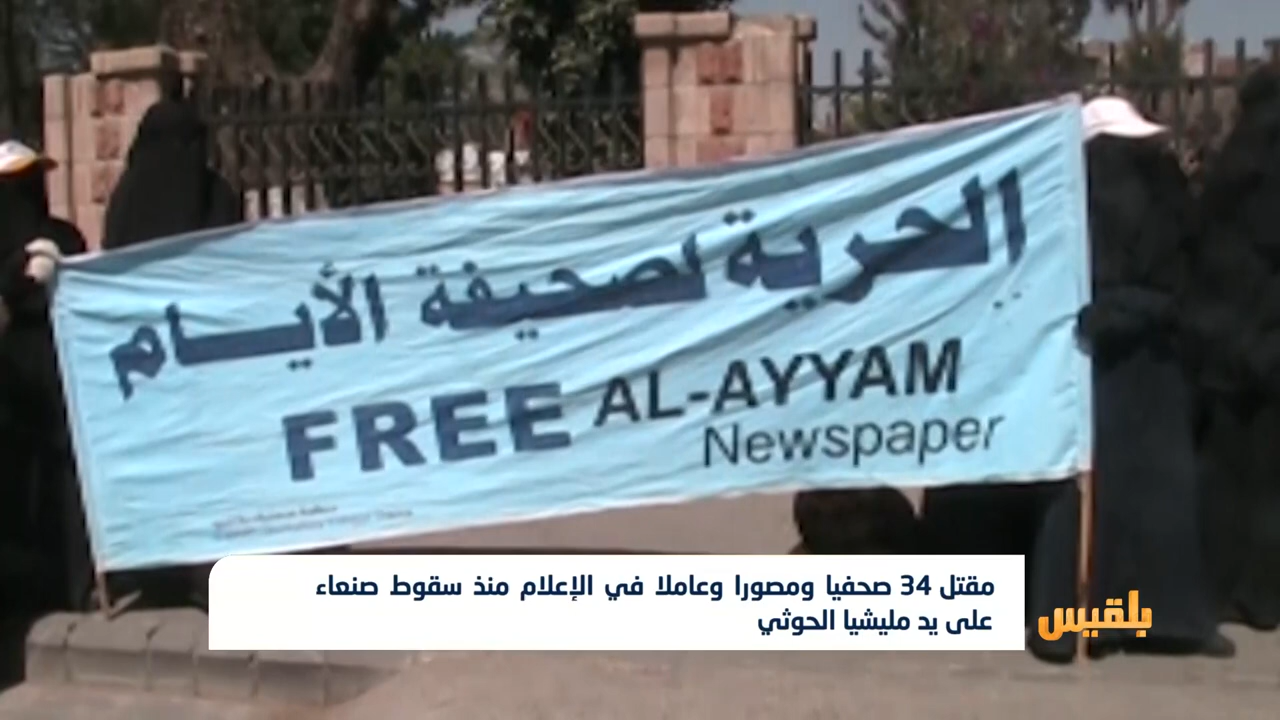 الحرية لصحيفة الأيام
FREE AL-AYYAM
Newspaper
مقتل 34 صحفيا ومصورا وعاملا في الإعلام منذ سقوط صنعاء
على يد مليشيا الحوثي
بلقيس